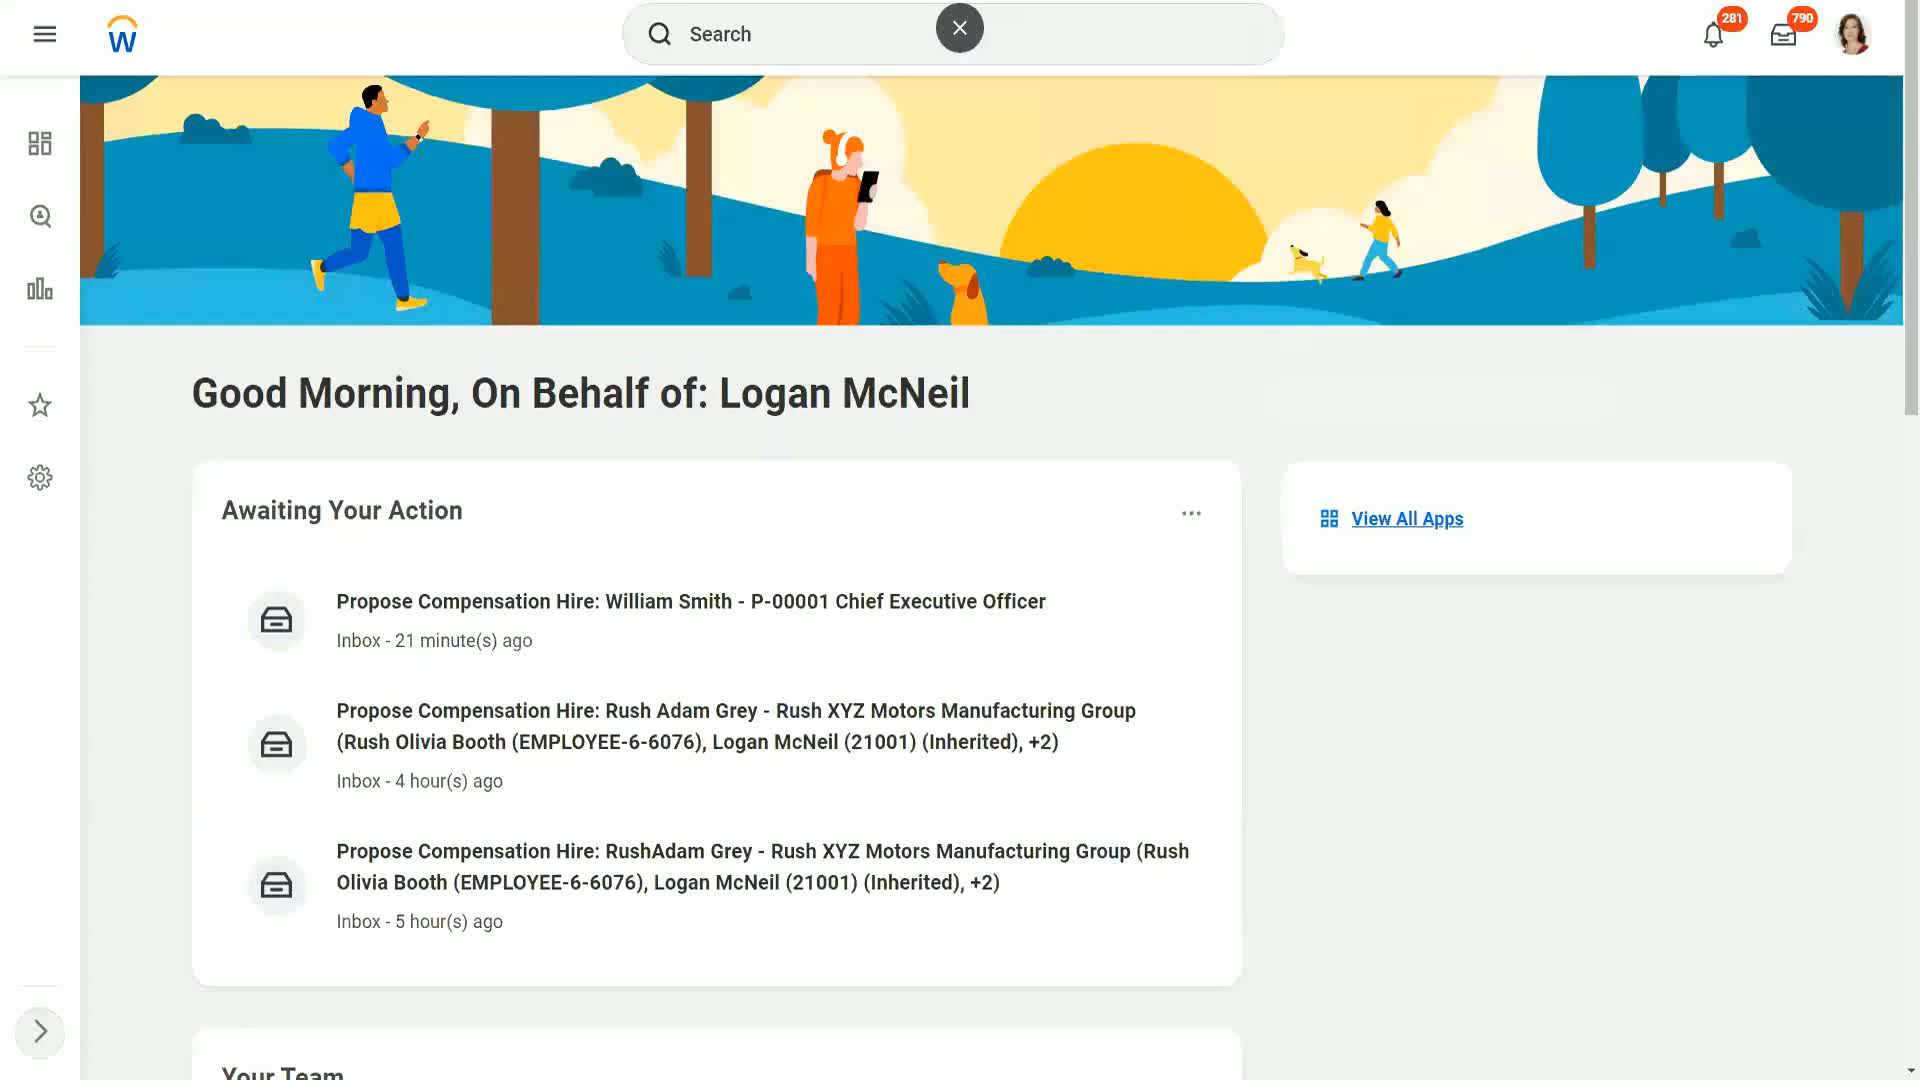 W
Search
281
790
Good Morning, On Behalf of: Logan McNeil
Awaiting Your Action
View All Apps
Propose Compensation Hire: William Smith - P-00001 Chief Executive Officer
Inbox - 21 minute(s) ago
Propose Compensation Hire: Rush Adam Grey - Rush XYZ Motors Manufacturing Group
(Rush Olivia Booth (EMPLOYEE-6-6076), Logan McNeil (21001) (Inherited), +2)
Inbox - 4 hour(s) ago
Propose Compensation Hire: RushAdam Grey - Rush XYZ Motors Manufacturing Group (Rush
Olivia Booth (EMPLOYEE-6-6076), Logan McNeil (21001) (Inherited), +2)
Inbox - 5 hour(s) ago
Your Team